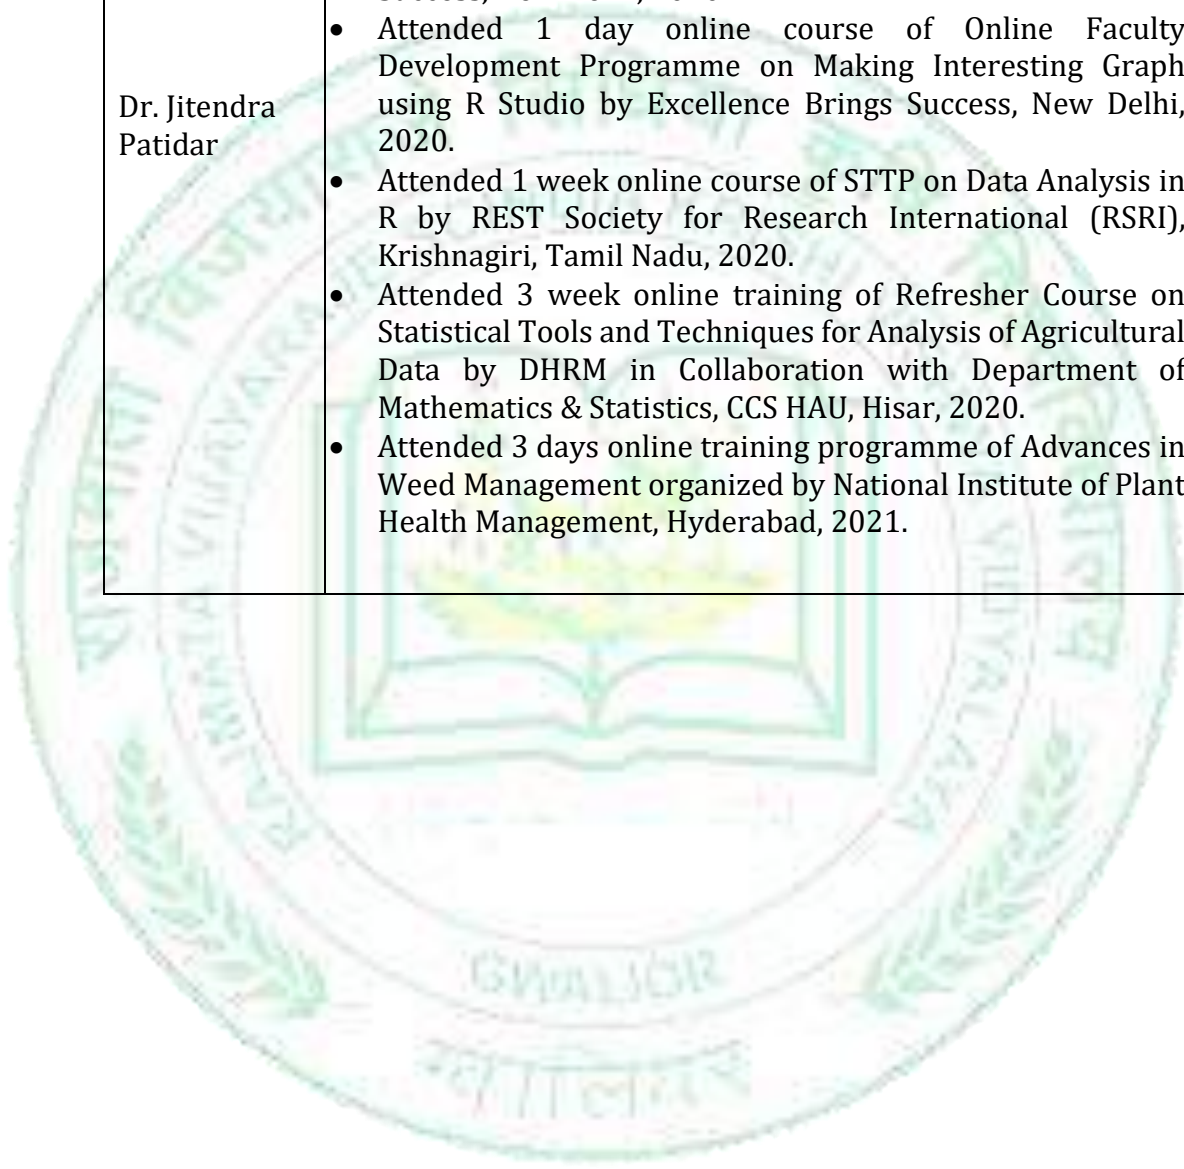 • Attended 1 day online course of Online Faculty
Development Programme on Making Interesting Graph
using R Studio by Excellence Brings Success, New Delhi,
2020.
Dr. Jitendra
Patidar
• Attended 1 week online course of STTP on Data Analysis in
R by REST Society for Research International (RSRI),
Krishnagiri, Tamil Nadu, 2020.
• Attended 3 week online training of Refresher Course on
Statistical Tools and Techniques for Analysis of Agricultural
Data by DHRM in Collaboration with Department of
Mathematics & Statistics, CCS HAU, Hisar, 2020.
• Attended 3 days online training programme of Advances in
Weed Management organized by National Institute of Plant
Health Management, Hyderabad, 2021.
GWALIOR